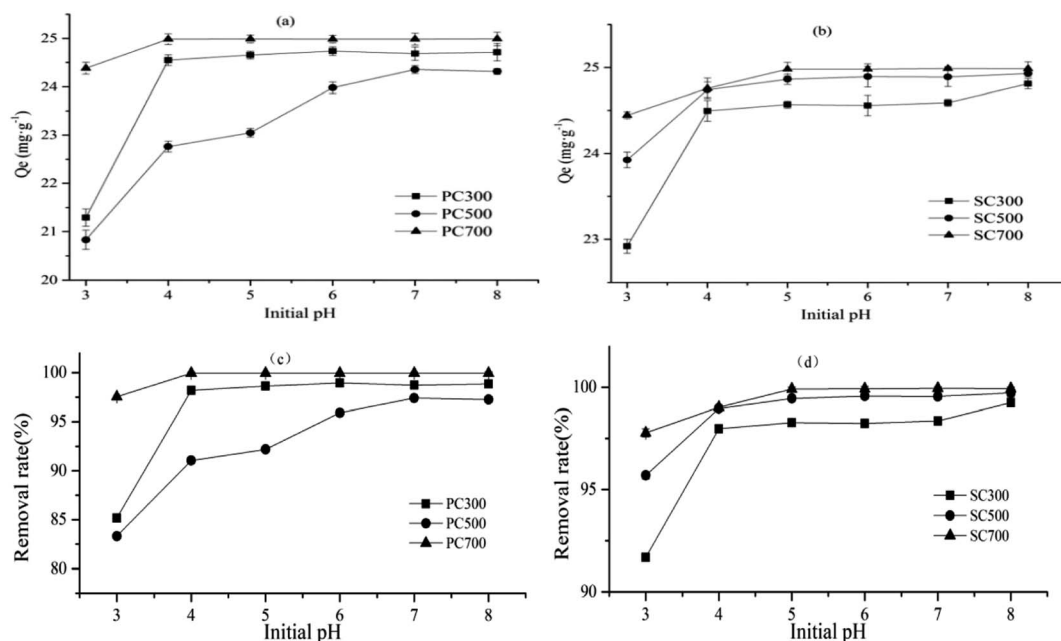 (a)
Qe (mg·g⁻¹)
25
24
23
22
21
20
PC300
PC500
PC700
3 4 5 6 7 8
Initial pH
(b)
Qe (mg·g⁻¹)
25
24
23
SC300
SC500
SC700
3 4 5 6 7 8
Initial pH
(c)
Removal rate(%)
100
95
90
85
80
PC300
PC500
PC700
3 4 5 6 7 8
Initial pH
(d)
Removal rate(%)
100
95
90
SC300
SC500
SC700
3 4 5 6 7 8
Initial pH